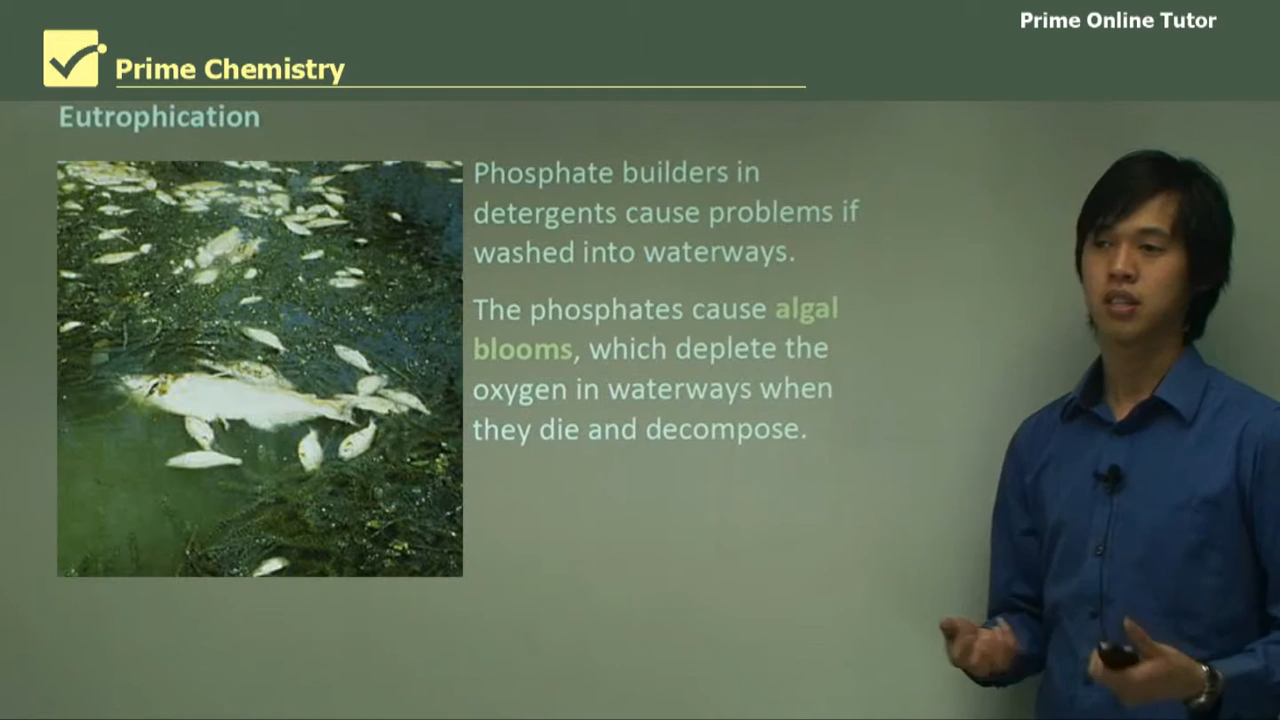 Prime Online Tutor
Prime Chemistry
Eutrophication
Phosphate builders in
detergents cause problems if
washed into waterways.
The phosphates cause algal
blooms, which deplete the
oxygen in waterways when
they die and decompose.